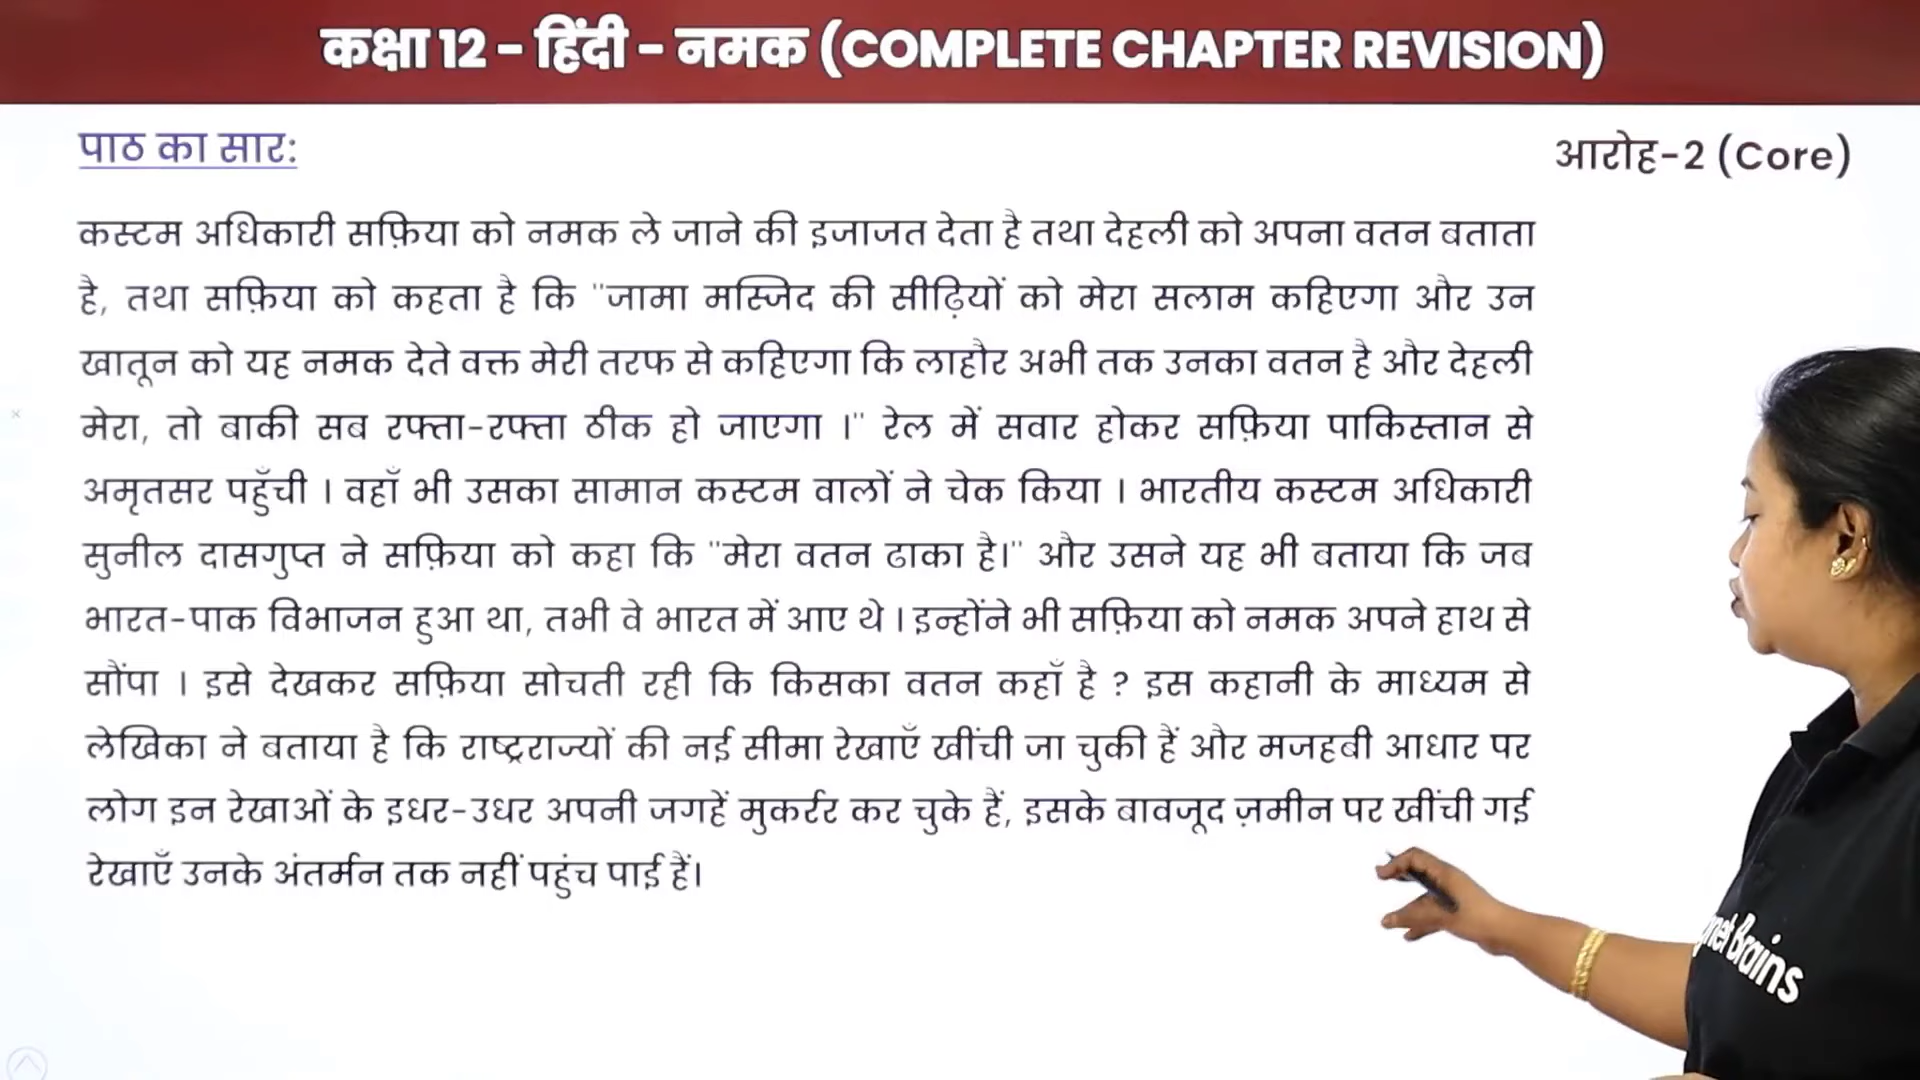 कक्षा 12 - हिंदी - नमक (COMPLETE CHAPTER REVISION)
पाठ का सार:
आरोह-2 (Core)
कस्टम अधिकारी सफ़िया को नमक ले जाने की इजाजत देता है तथा देहली को अपना वतन बताता
है, तथा सफ़िया को कहता है कि "जामा मस्जिद की सीढ़ियों को मेरा सलाम कहिएगा और उन
खातून को यह नमक देते वक्त मेरी तरफ से कहिएगा कि लाहौर अभी तक उनका वतन है और देहली
मेरा, तो बाकी सब रफ्ता-रफ्ता ठीक हो जाएगा ।" रेल में सवार होकर सफ़िया पाकिस्तान से
अमृतसर पहुँची । वहाँ भी उसका सामान कस्टम वालों ने चेक किया । भारतीय कस्टम अधिकारी
सुनील दासगुप्त ने सफ़िया को कहा कि "मेरा वतन ढाका है।" और उसने यह भी बताया कि जब
भारत-पाक विभाजन हुआ था, तभी वे भारत में आए थे । इन्होंने भी सफ़िया को नमक अपने हाथ से
सौंपा । इसे देखकर सफ़िया सोचती रही कि किसका वतन कहाँ है ? इस कहानी के माध्यम से
लेखिका ने बताया है कि राष्ट्रराज्यों की नई सीमा रेखाएँ खींची जा चुकी हैं और मजहबी आधार पर
लोग इन रेखाओं के इधर-उधर अपनी जगहें मुकर्रर कर चुके हैं, इसके बावजूद ज़मीन पर खींची गई
रेखाएँ उनके अंतर्मन तक नहीं पहुंच पाई हैं।
Brains